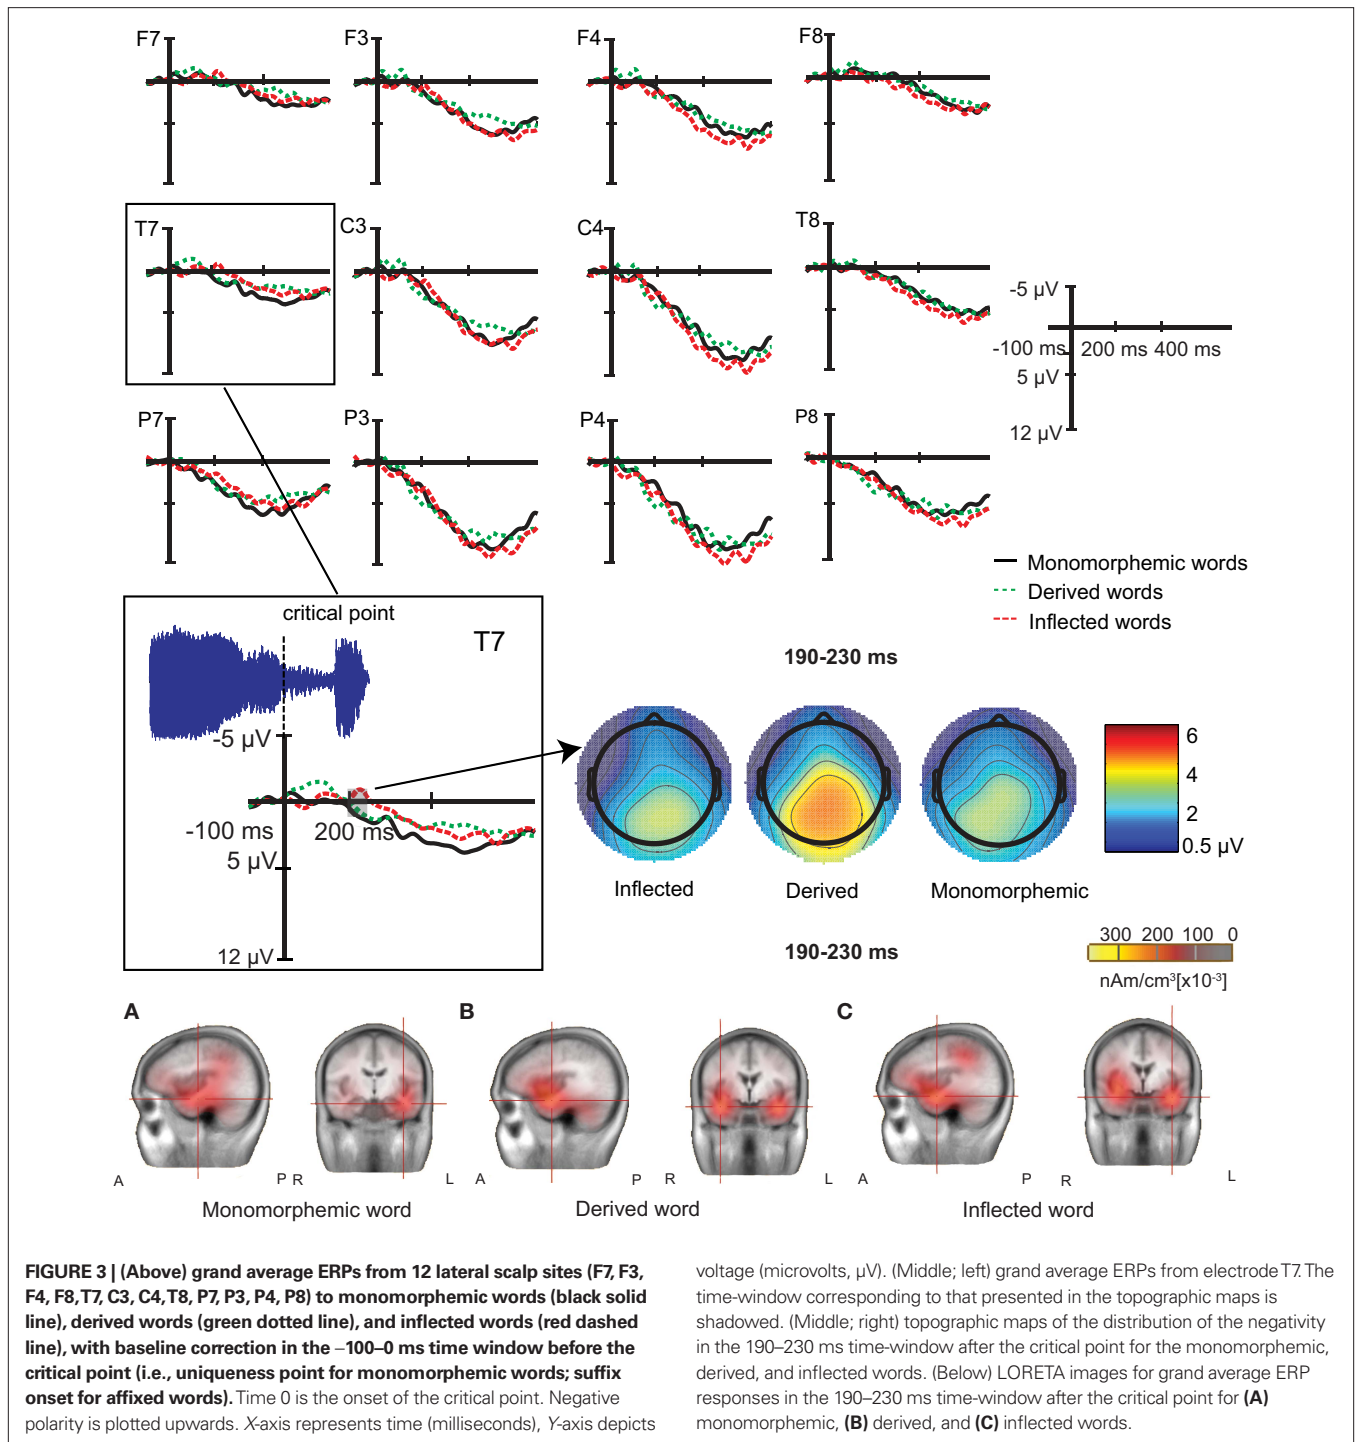 F7
F3
F4
F8
T7
C3
C4
T8
-5 µV
-100 ms
200 ms 400 ms
5 µV
12 µV
P7
P3
P4
P8
Monomorphemic words
Derived words
Inflected words
critical point
T7
-5 µV
-100 ms
200 ms
5 µV
12 µV
190-230 ms
6
4
2
0.5 µV
Inflected
Derived
Monomorphemic
190-230 ms
300 200 100 0
nAm/cm³[x10⁻³]
A
B
C
A
P
R
L
A
P
R
L
A
P
R
L
Monomorphemic word
Derived word
Inflected word
FIGURE 3 | (Above) grand average ERPs from 12 lateral scalp sites (F7, F3,
F4, F8, T7, C3, C4, T8, P7, P3, P4, P8) to monomorphemic words (black solid
line), derived words (green dotted line), and inflected words (red dashed
line), with baseline correction in the –100–0 ms time window before the
critical point (i.e., uniqueness point for monomorphemic words; suffix
onset for affixed words). Time 0 is the onset of the critical point. Negative
polarity is plotted upwards. X-axis represents time (milliseconds), Y-axis depicts
voltage (microvolts, µV). (Middle; left) grand average ERPs from electrode T7. The
time-window corresponding to that presented in the topographic maps is
shadowed. (Middle; right) topographic maps of the distribution of the negativity
in the 190–230 ms time-window after the critical point for the monomorphemic,
derived, and inflected words. (Below) LORETA images for grand average ERP
responses in the 190–230 ms time-window after the critical point for (A)
monomorphemic, (B) derived, and (C) inflected words.